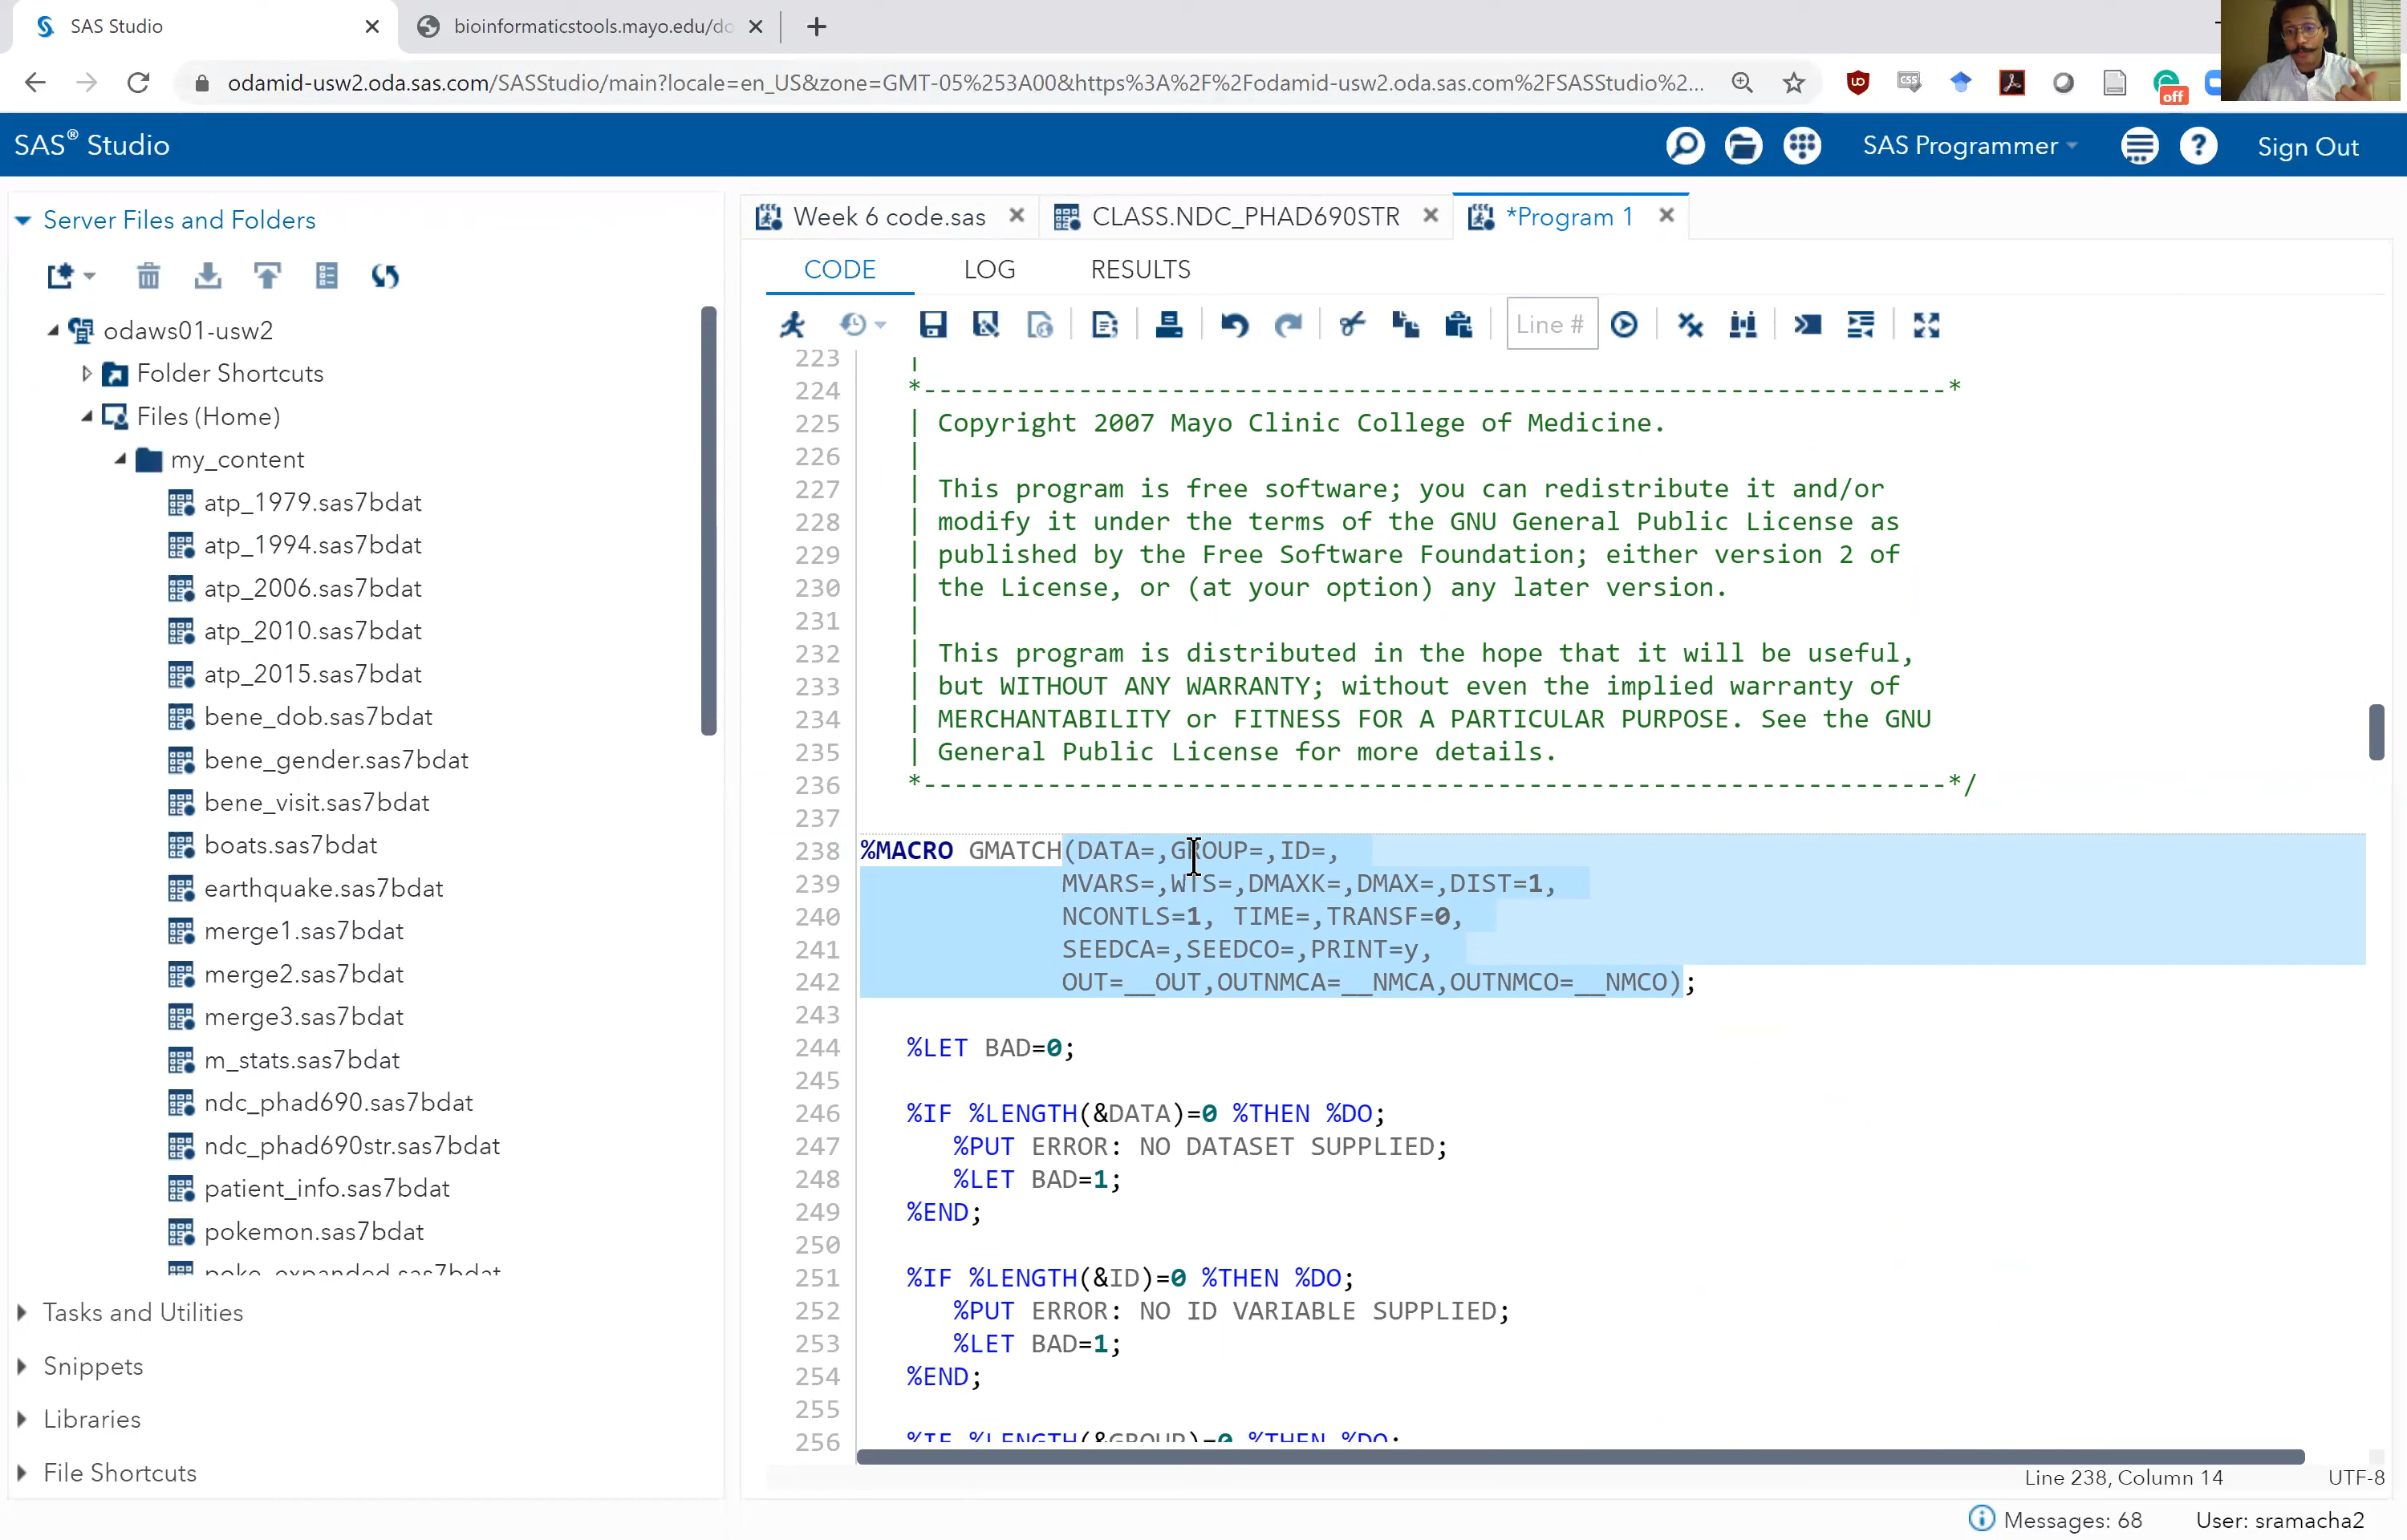 SAS Studio
bioinformaticstools.mayo.edu/do
odamid-usw2.oda.sas.com/SASStudio/main?locale=en_US&zone=GMT-05%253A00&https%3A%2F%2Fodamid-usw2.oda.sas.com%2FSASStudio%2...
off
SAS® Studio
SAS Programmer
Sign Out
Server Files and Folders
odaws01-usw2
Folder Shortcuts
Files (Home)
my_content
atp_1979.sas7bdat
atp_1994.sas7bdat
atp_2006.sas7bdat
atp_2010.sas7bdat
atp_2015.sas7bdat
bene_dob.sas7bdat
bene_gender.sas7bdat
bene_visit.sas7bdat
boats.sas7bdat
earthquake.sas7bdat
merge1.sas7bdat
merge2.sas7bdat
merge3.sas7bdat
m_stats.sas7bdat
ndc_phad690.sas7bdat
ndc_phad690str.sas7bdat
patient_info.sas7bdat
pokemon.sas7bdat
poke_expanded.sas7bdat
Tasks and Utilities
Snippets
Libraries
File Shortcuts
Week 6 code.sas
CLASS.NDC_PHAD690STR
*Program 1
CODE
LOG
RESULTS
Line #
223 |
224 *------------------------------------------------------------------*
225 | Copyright 2007 Mayo Clinic College of Medicine.
226 |
227 | This program is free software; you can redistribute it and/or
228 | modify it under the terms of the GNU General Public License as
229 | published by the Free Software Foundation; either version 2 of
230 | the License, or (at your option) any later version.
231 |
232 | This program is distributed in the hope that it will be useful,
233 | but WITHOUT ANY WARRANTY; without even the implied warranty of
234 | MERCHANTABILITY or FITNESS FOR A PARTICULAR PURPOSE. See the GNU
235 | General Public License for more details.
236 *------------------------------------------------------------------*/
237
238 %MACRO GMATCH(DATA=,GROUP=,ID=,
239 MVARS=,WTS=,DMAXK=,DMAX=,DIST=1,
240 NCONTLS=1, TIME=,TRANSF=0,
241 SEEDCA=,SEEDCO=,PRINT=y,
242 OUT=__OUT,OUTNMCA=__NMCA,OUTNMCO=__NMCO);
243
244 %LET BAD=0;
245
246 %IF %LENGTH(&DATA)=0 %THEN %DO;
247 %PUT ERROR: NO DATASET SUPPLIED;
248 %LET BAD=1;
249 %END;
250
251 %IF %LENGTH(&ID)=0 %THEN %DO;
252 %PUT ERROR: NO ID VARIABLE SUPPLIED;
253 %LET BAD=1;
254 %END;
255
256 %IF %LENGTH(&GROUP)=0 %THEN %DO;
Line 238, Column 14
UTF-8
Messages: 68
User: sramacha2